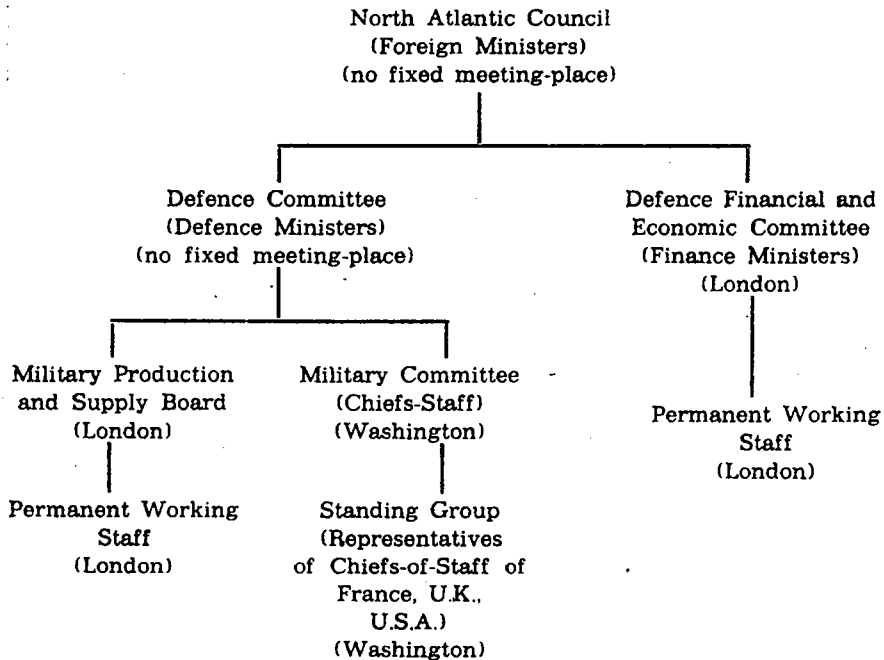 North Atlantic Council
(Foreign Ministers)
(no fixed meeting-place)
Defence Committee
(Defence Ministers)
(no fixed meeting-place)
Defence Financial and
Economic Committee
(Finance Ministers)
(London)
Military Production
and Supply Board
(London)
Military Committee
(Chiefs-Staff)
(Washington)
Permanent Working
Staff
(London)
Permanent Working
Staff
(London)
Standing Group
(Representatives
of Chiefs-of-Staff of
France, U.K.,
U.S.A.)
(Washington)